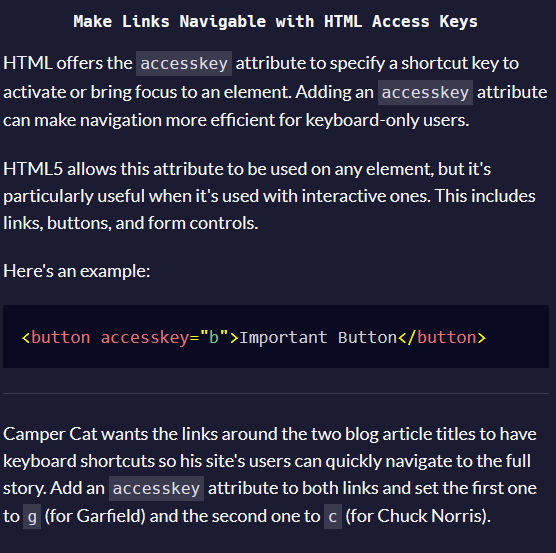 Make Links Navigable with HTML Access Keys
HTML offers the accesskey attribute to specify a shortcut key to
activate or bring focus to an element. Adding an accesskey attribute
can make navigation more efficient for keyboard-only users.
HTML5 allows this attribute to be used on any element, but it's
particularly useful when it's used with interactive ones. This includes
links, buttons, and form controls.
Here's an example:
<button accesskey="b">Important Button</button>
Camper Cat wants the links around the two blog article titles to have
keyboard shortcuts so his site's users can quickly navigate to the full
story. Add an accesskey attribute to both links and set the first one
to g (for Garfield) and the second one to c (for Chuck Norris).